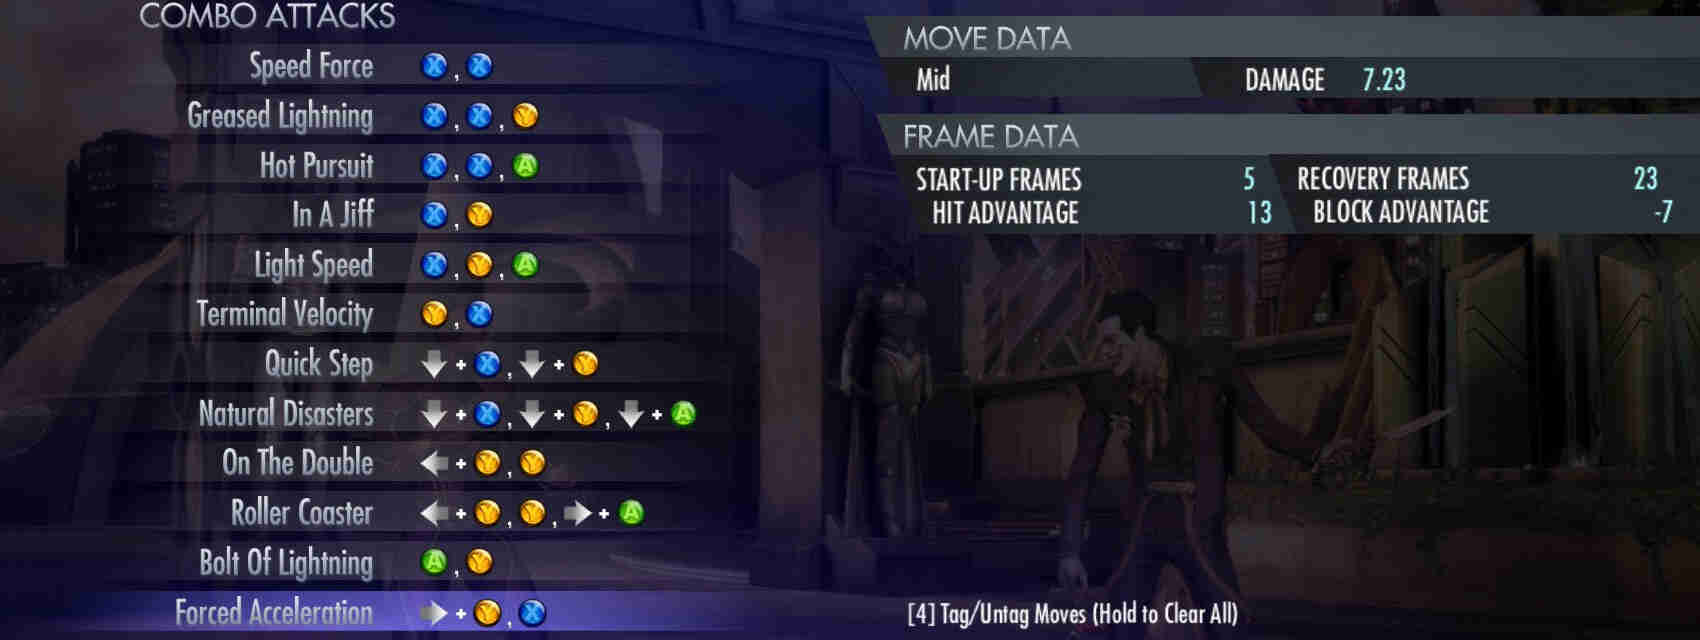 COMBO ATTACKS
Speed Force X , X
Greased Lightning X , X , Y
Hot Pursuit X , X , A
In A Jiff X , Y
Light Speed X , Y , A
Terminal Velocity Y , X
Quick Step + X , + Y
Natural Disasters + X , + Y , + A
On The Double + Y , Y
Roller Coaster + Y , Y , + A
Bolt Of Lightning A , Y
Forced Acceleration + Y , X
MOVE DATA
Mid DAMAGE 7.23
FRAME DATA
START-UP FRAMES 5 RECOVERY FRAMES 23
HIT ADVANTAGE 13 BLOCK ADVANTAGE -7
[4] Tag/Untag Moves (Hold to Clear All)